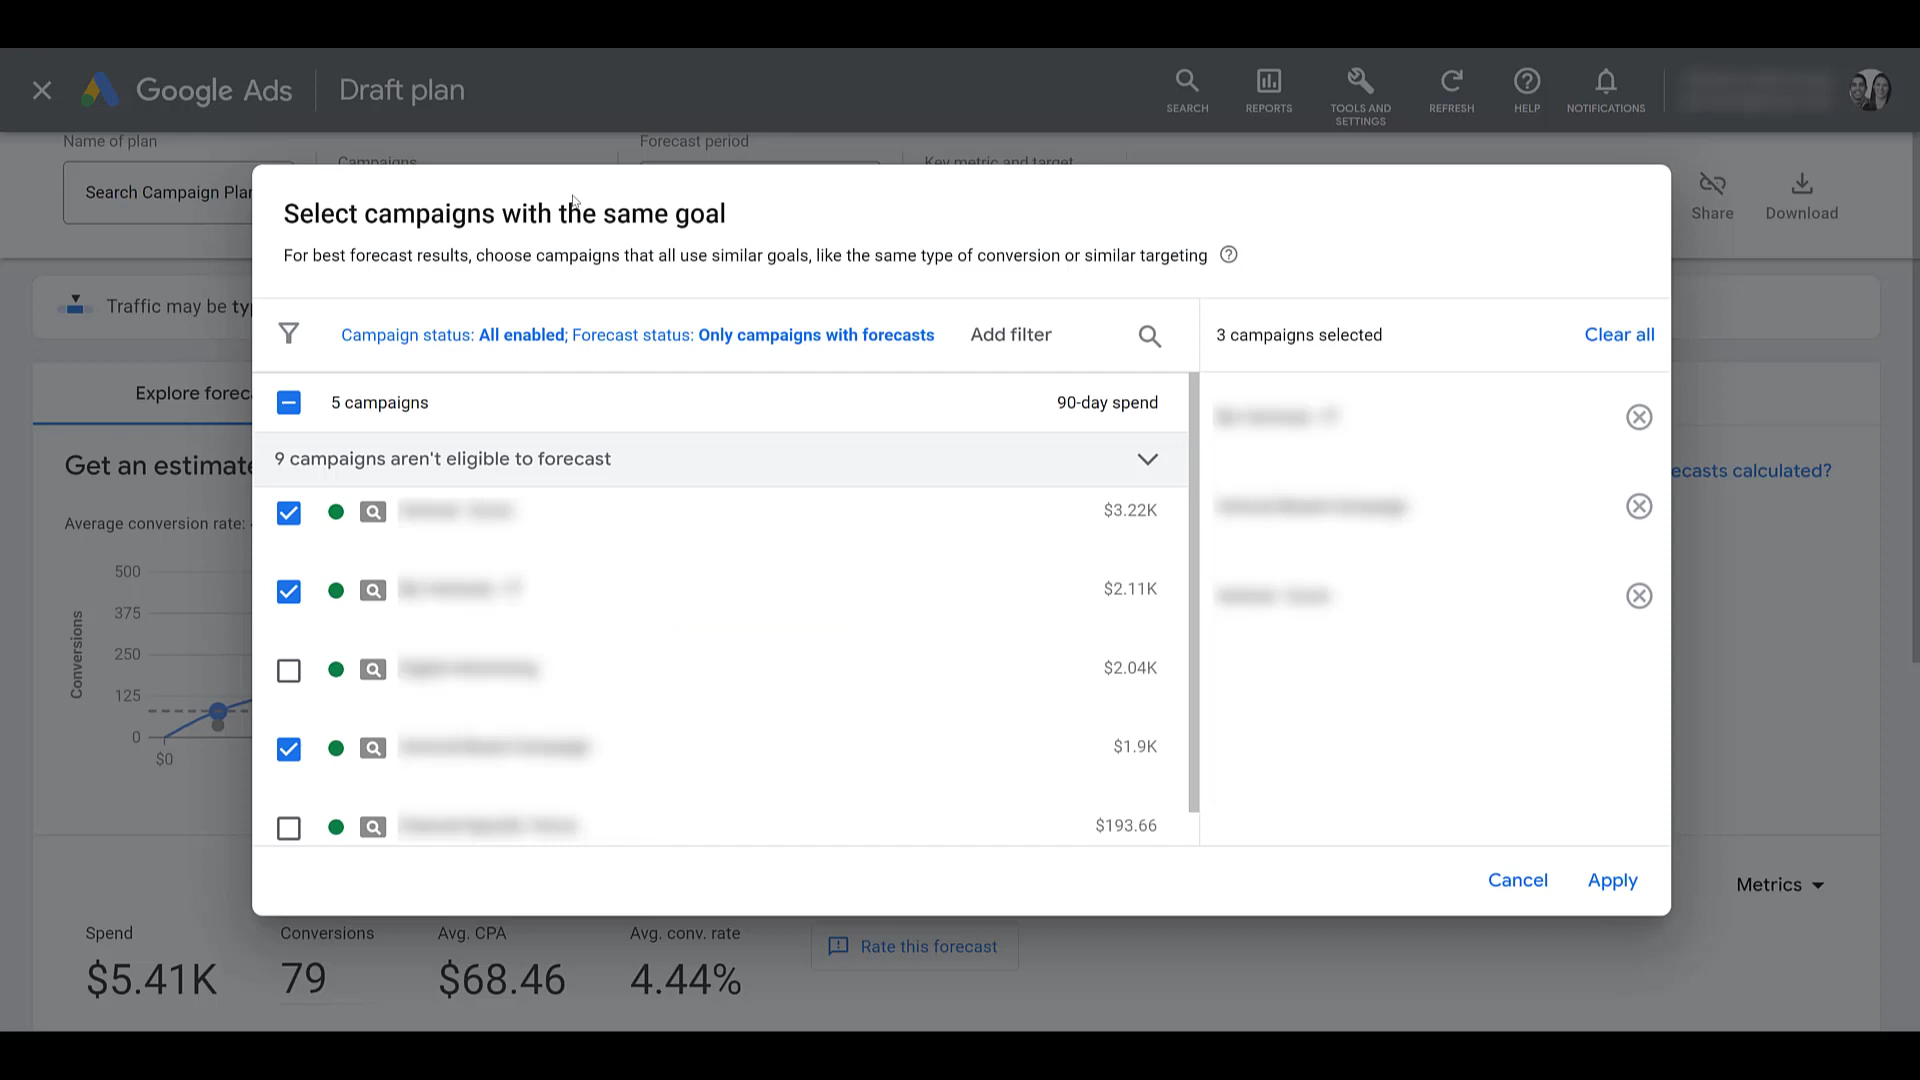 Google Ads
Draft plan
SEARCH
REPORTS
TOOLS AND
SETTINGS
REFRESH
HELP
NOTIFICATIONS
Name of plan
Campaigns
Forecast period
Key metric and target
Search Campaign Plan
Share
Download
Select campaigns with the same goal
For best forecast results, choose campaigns that all use similar goals, like the same type of conversion or similar targeting
Traffic may be
Campaign status: All enabled; Forecast status: Only campaigns with forecasts
Add filter
3 campaigns selected
Clear all
Explore
5 campaigns
90-day spend
9 campaigns aren't eligible to forecast
Get an estimate
calculated?
Average conversion rate:
$3.22K
$2.11K
$2.04K
$1.9K
$193.66
Conversions
500
375
250
125
0
$0
Cancel
Apply
Metrics
Spend
Conversions
Avg. CPA
Avg. conv. rate
$5.41K
79
$68.46
4.44%
Rate this forecast